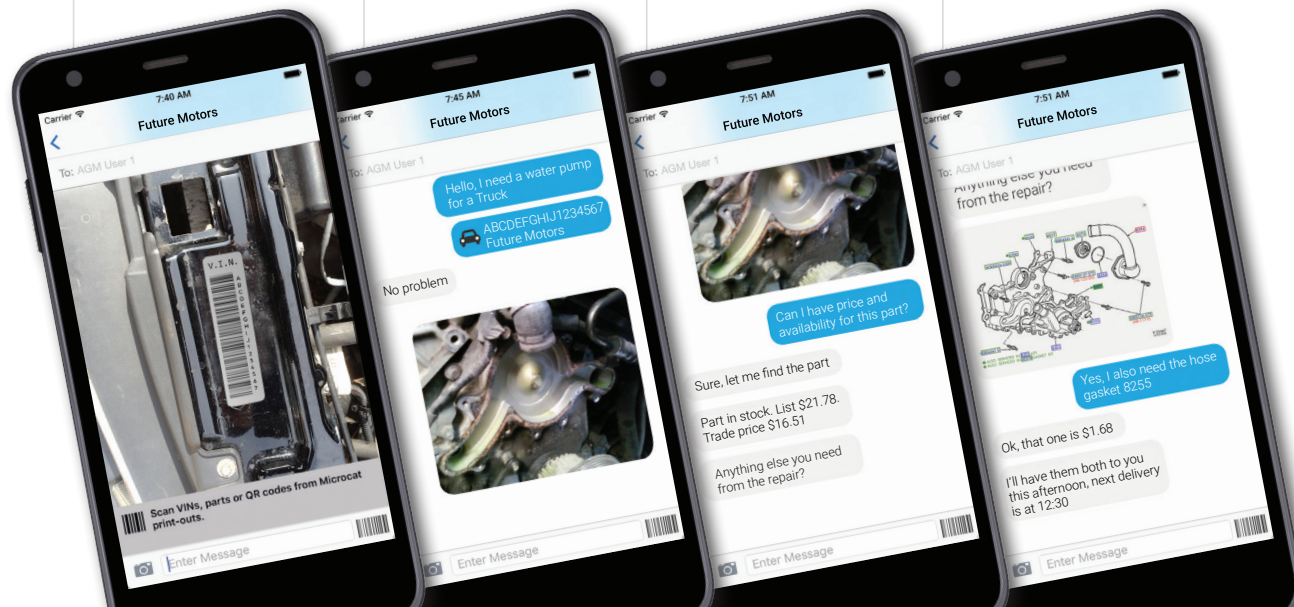 7:40 AM
Carrier
Future Motors
To: AGM User 1
V.I.N.
ABCDEFGHIJ1234567
Scan VINs, parts or QR codes from Microcat
print-outs.
Enter Message
7:45 AM
Carrier
Future Motors
To: AGM User 1
Hello, I need a water pump
for a Truck
ABCDEFGHIJ1234567
Future Motors
No problem
Enter Message
7:51 AM
Carrier
Future Motors
To: AGM User 1
Can I have price and
availability for this part?
Sure, let me find the part
Part in stock. List $21.78.
Trade price $16.51
Anything else you need
from the repair?
Enter Message
7:51 AM
Carrier
Future Motors
To: AGM User 1
Anything else you need
from the repair?
Yes, I also need the hose
gasket 8255
Ok, that one is $1.68
I'll have them both to you
this afternoon, next delivery
is at 12:30
Enter Message